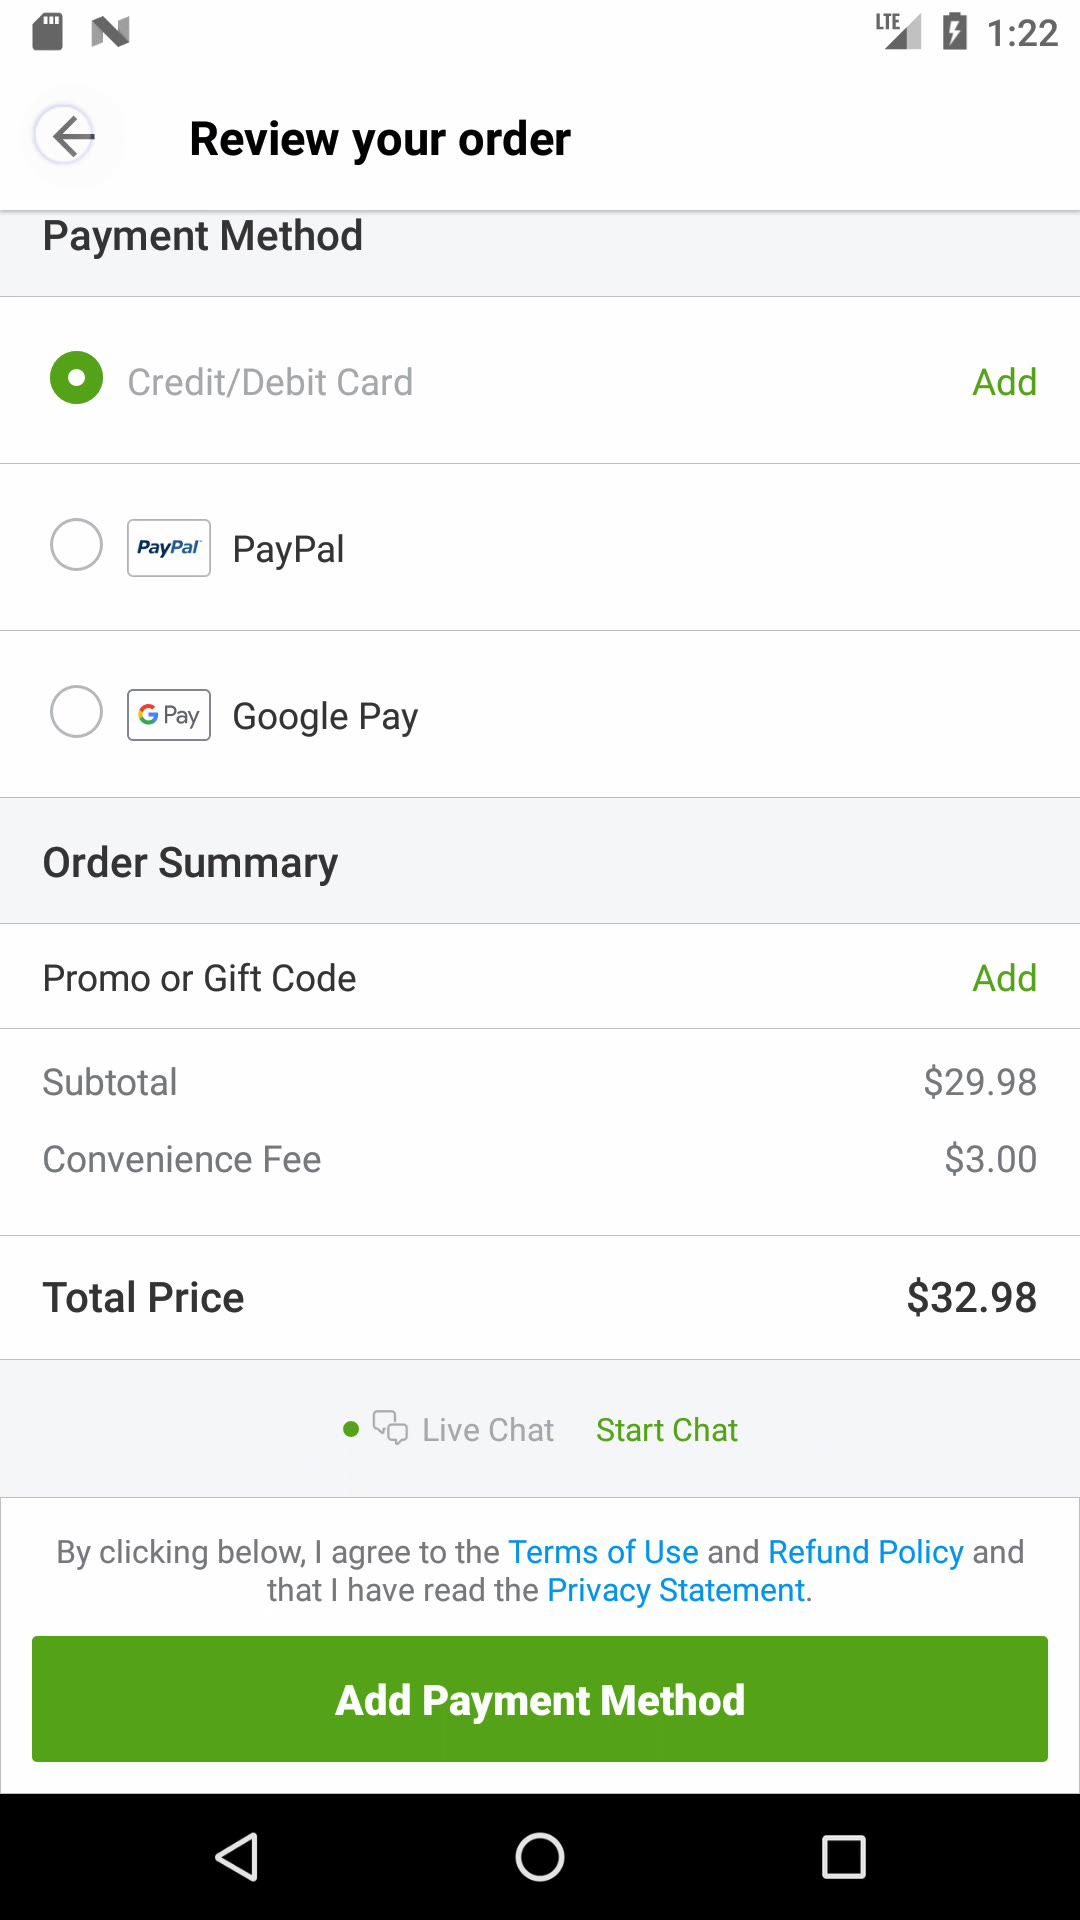 LTE 1:22
Review your order
Payment Method
Credit/Debit Card Add
PayPal PayPal
G Pay Google Pay
Order Summary
Promo or Gift Code Add
Subtotal $29.98
Convenience Fee $3.00
Total Price $32.98
Live Chat Start Chat
By clicking below, I agree to the Terms of Use and Refund Policy and
that I have read the Privacy Statement.
Add Payment Method